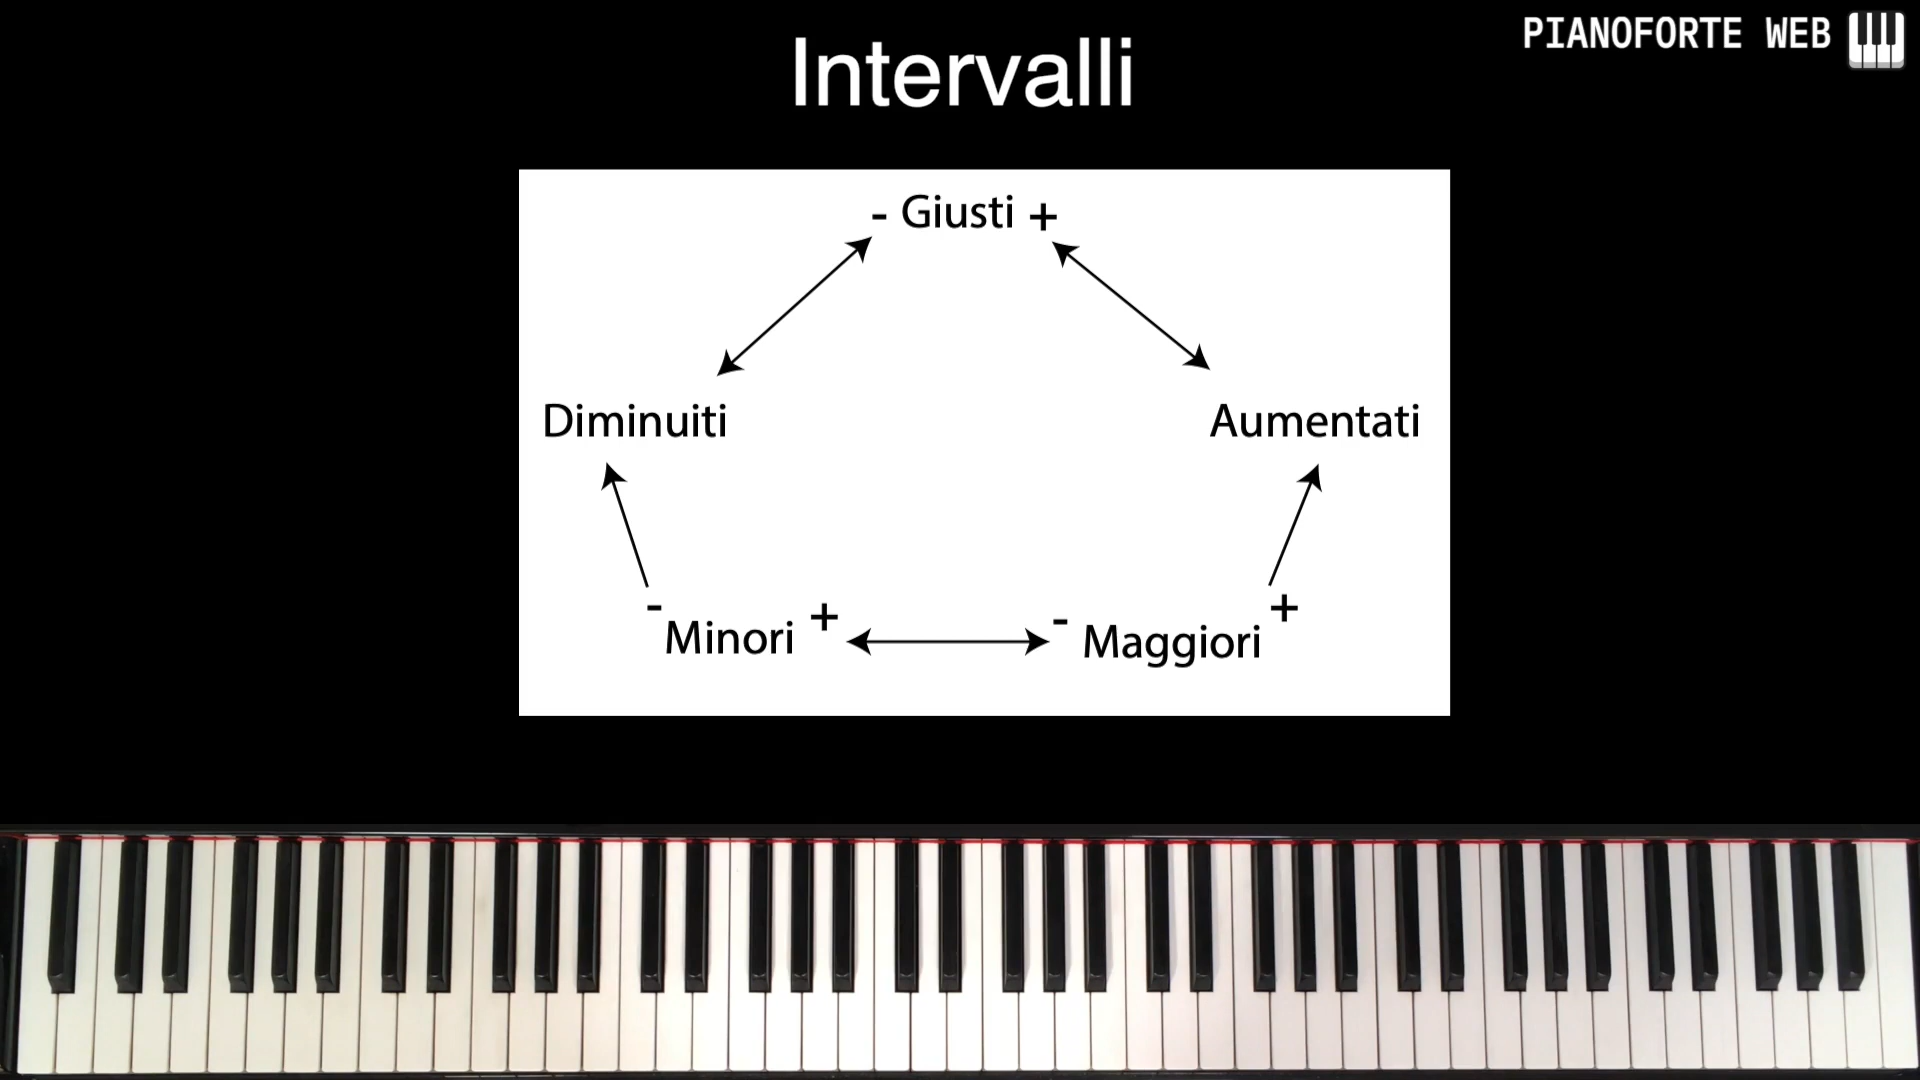 PIANOFORTE WEB
Intervalli
- Giusti +
Diminuiti
Aumentati
- Minori +
- Maggiori +